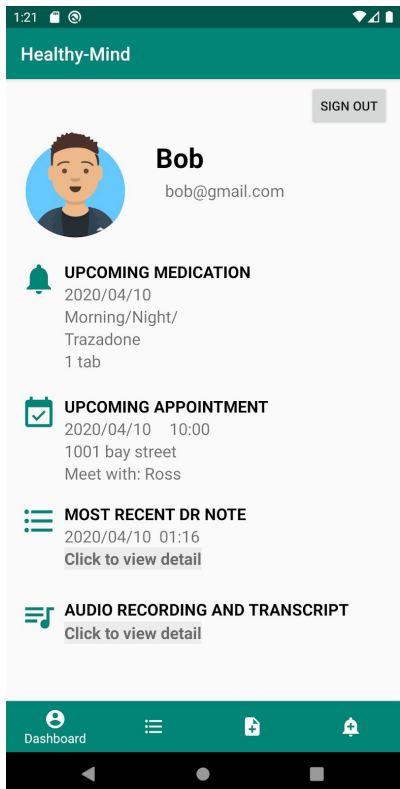 1:21
Healthy-Mind
SIGN OUT
Bob
bob@gmail.com
UPCOMING MEDICATION
2020/04/10
Morning/Night/
Trazadone
1 tab
UPCOMING APPOINTMENT
2020/04/10 10:00
1001 bay street
Meet with: Ross
MOST RECENT DR NOTE
2020/04/10 01:16
Click to view detail
AUDIO RECORDING AND TRANSCRIPT
Click to view detail
Dashboard